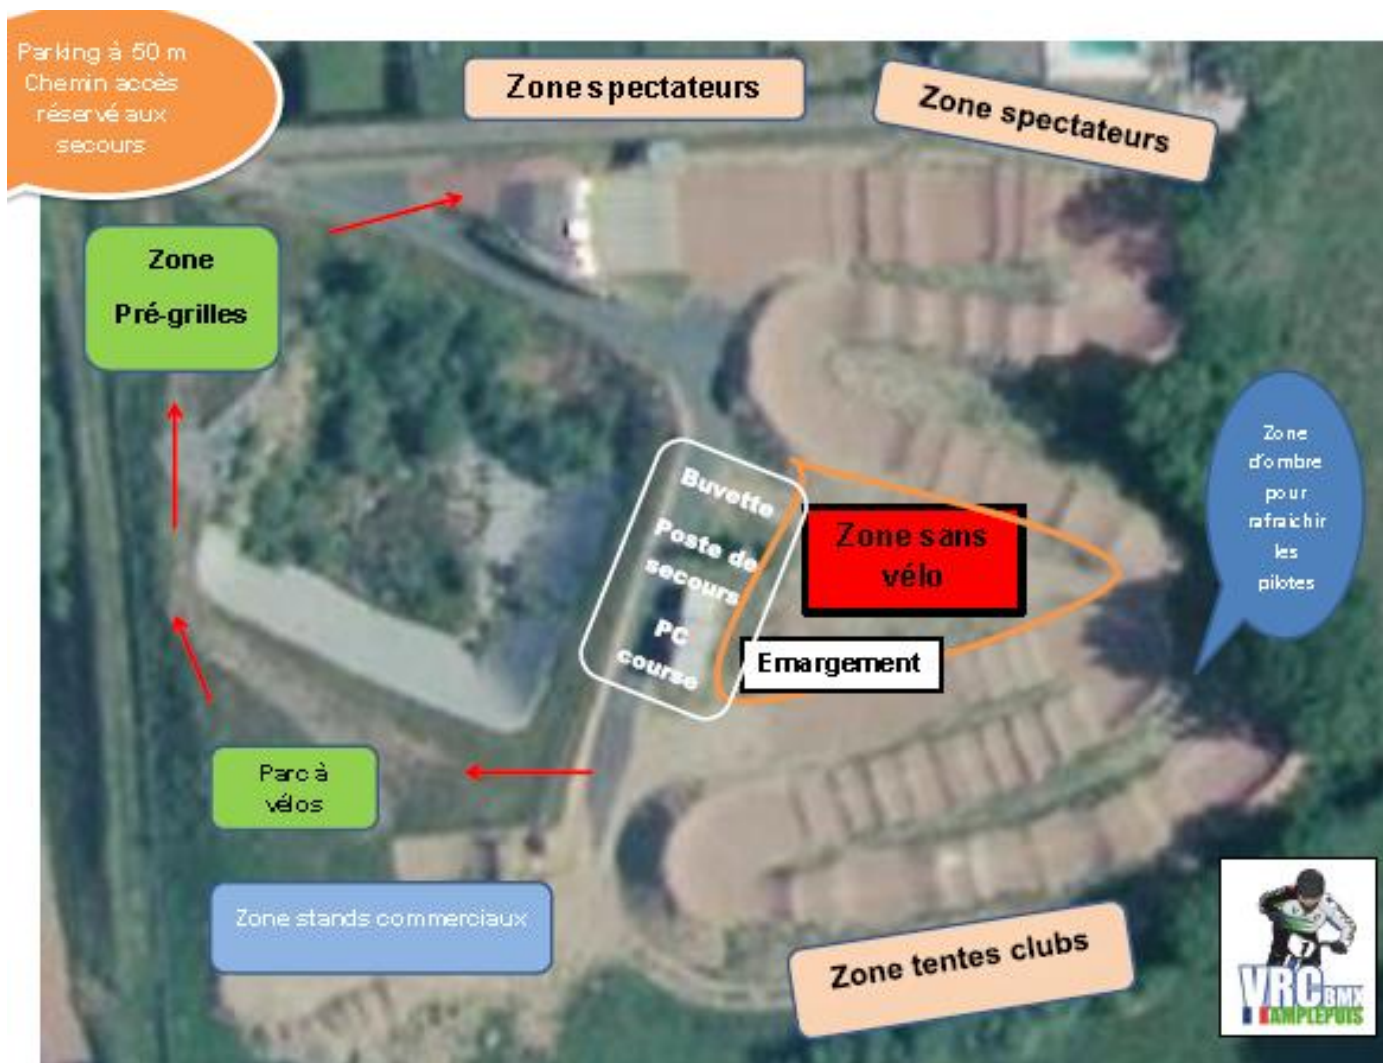 Parking à 50 m
Chemin accès
réservé aux
secours
Zone spectateurs
Zone spectateurs
Zone
Pré-grilles
Zone
d'ombre
pour
rafraichir
les
pilotes
Buvette
Poste de
secours
PC
course
Zone sans
vélo
Emargement
Parc à
vélos
Zone stands commerciaux
Zone tentes clubs
VRC BMX
AMPLEPUIS